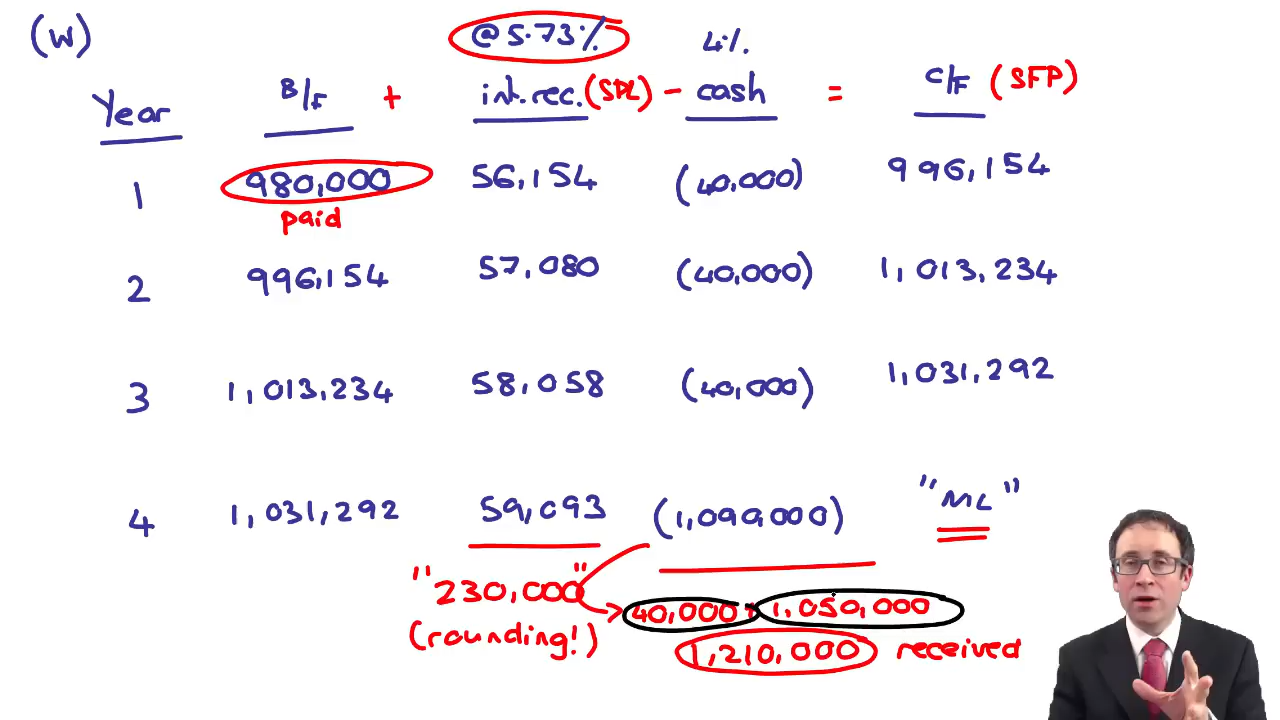 (W) @ 5.73% 4%
Year B/F + int.rec. (SPL) - cash = C/F (SFP)
1 980,000 56,154 (40,000) 996,154
paid
2 996,154 57,080 (40,000) 1,013,234
3 1,013,234 58,058 (40,000) 1,031,292
4 1,031,292 59,093 (1,090,000) "ML"
"230,000" 40,000 + 1,050,000
(rounding!) 1,210,000 received